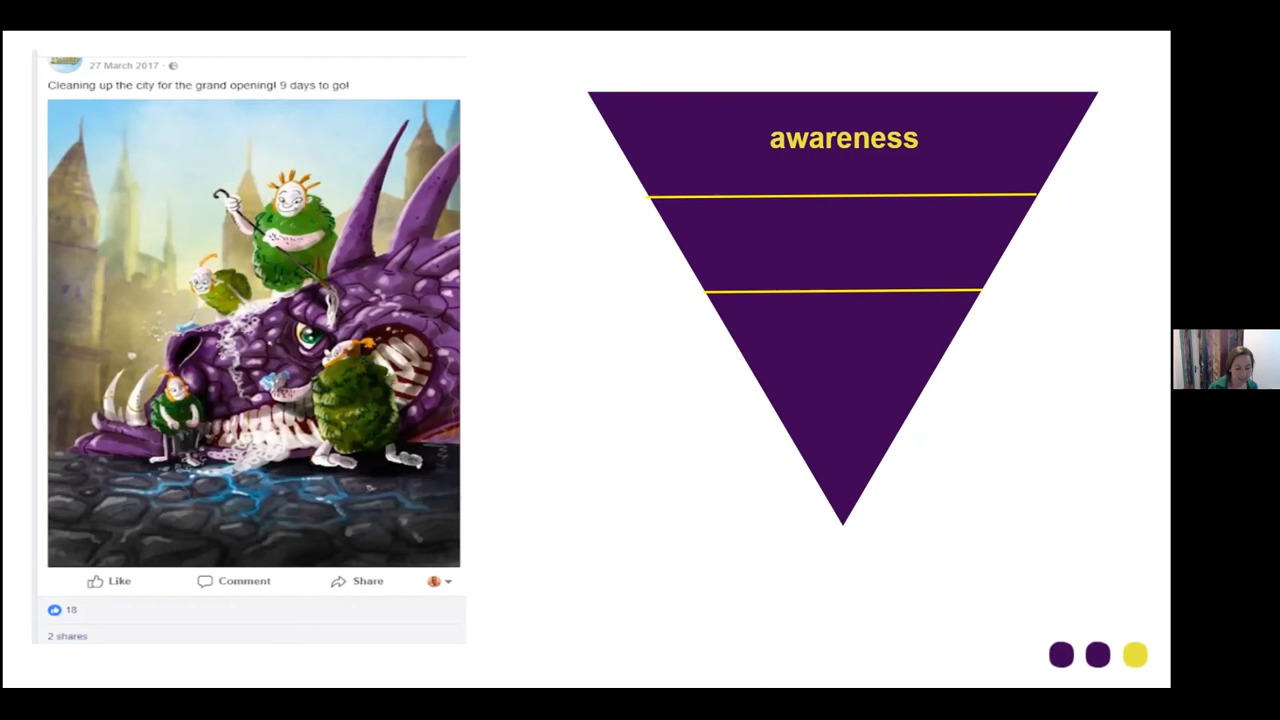 27 March 2017 ·
Cleaning up the city for the grand opening! 9 days to go!
Like Comment Share
18
2 shares
awareness